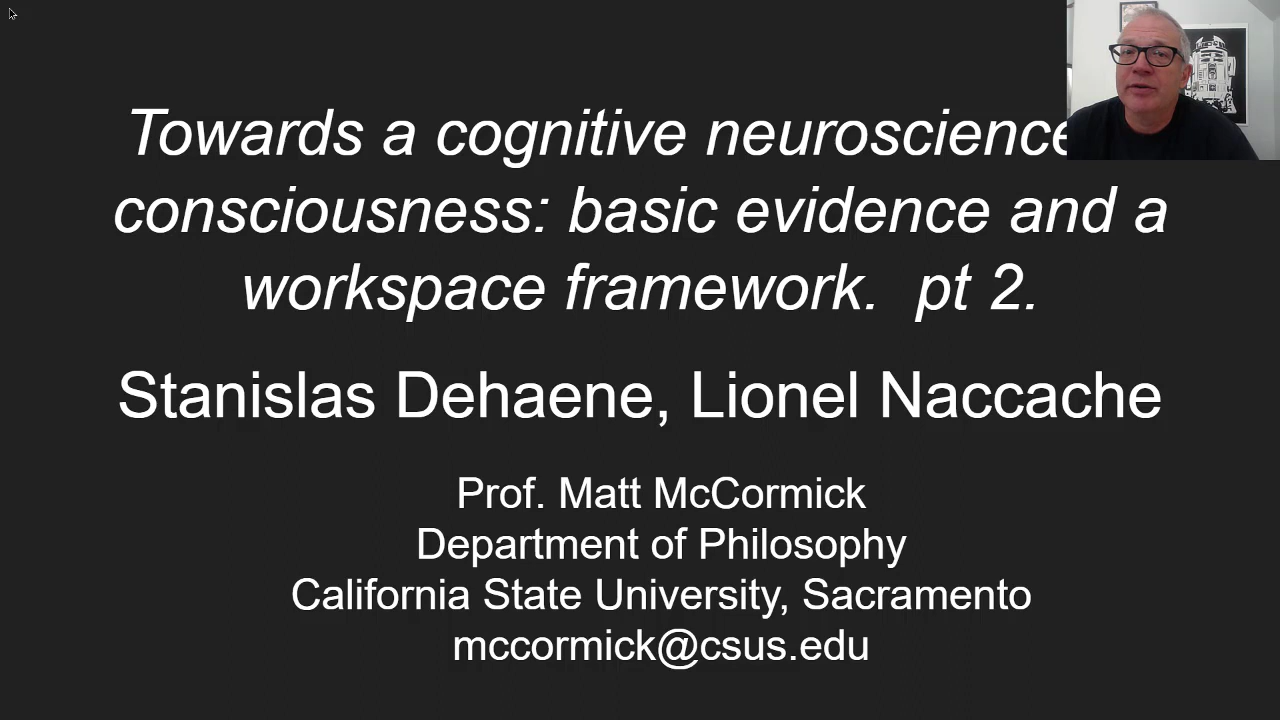 Towards a cognitive neuroscience
consciousness: basic evidence and a
workspace framework. pt 2.
Stanislas Dehaene, Lionel Naccache
Prof. Matt McCormick
Department of Philosophy
California State University, Sacramento
mccormick@csus.edu